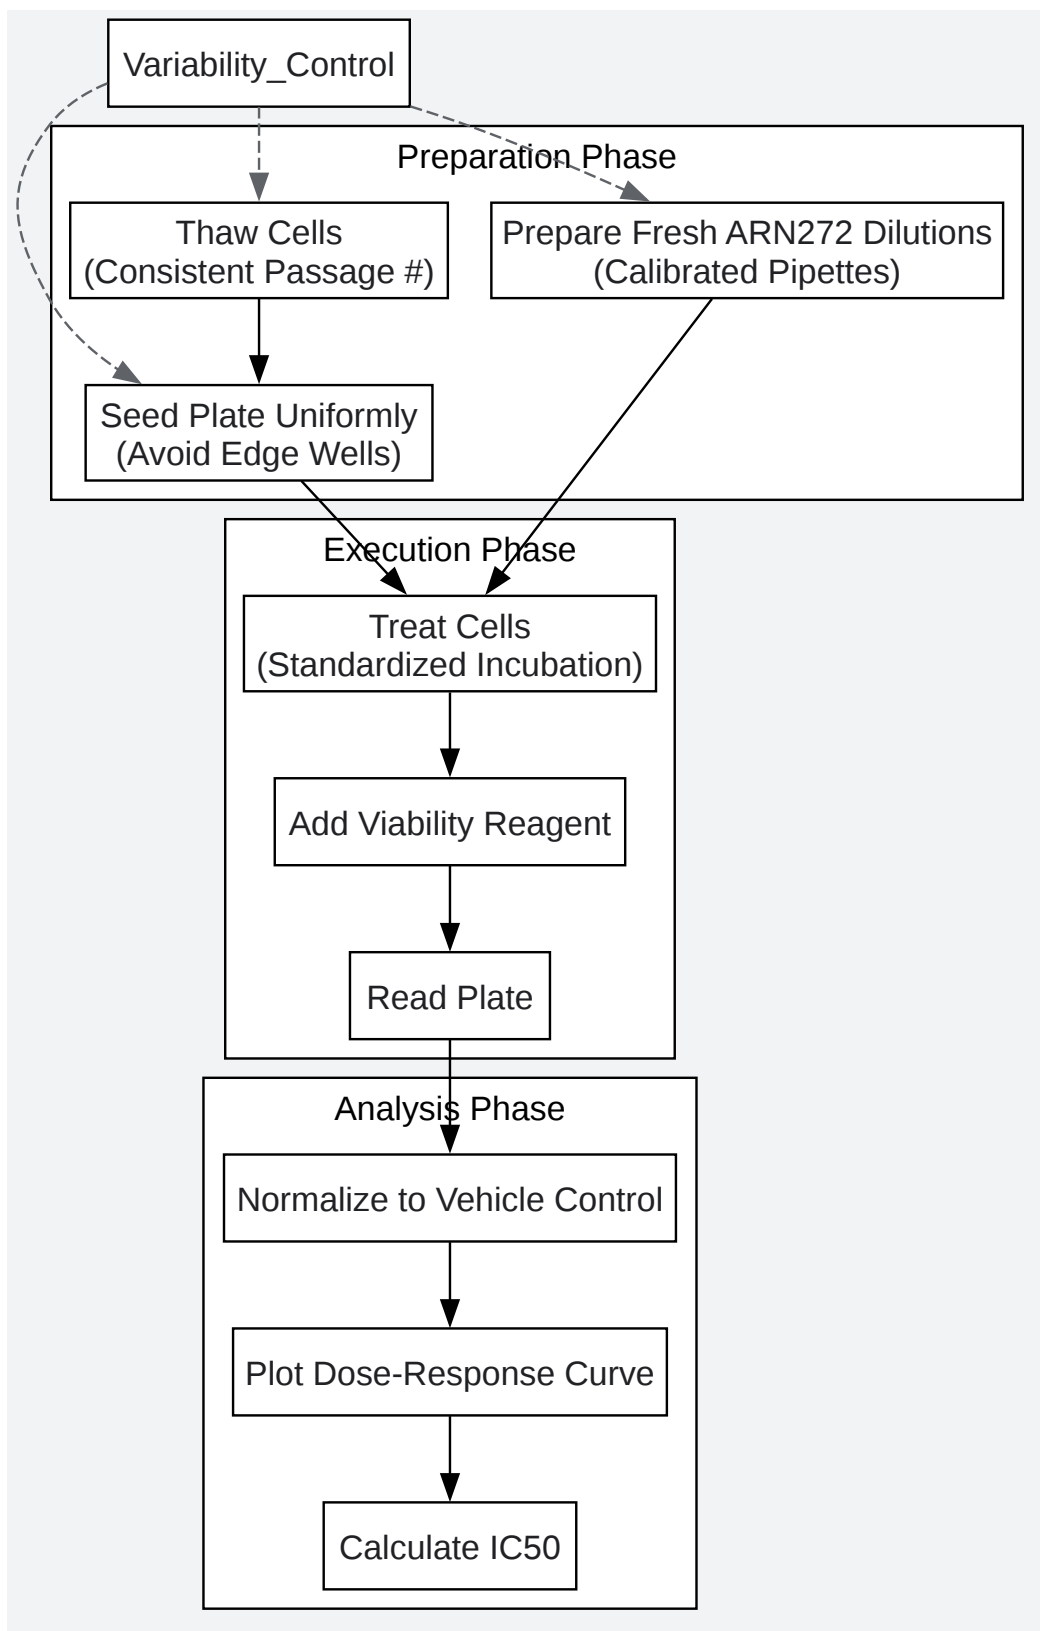 Variability_Control
Preparation Phase
Thaw Cells
(Consistent Passage #)
Prepare Fresh ARN272 Dilutions
(Calibrated Pipettes)
Seed Plate Uniformly
(Avoid Edge Wells)
Execution Phase
Treat Cells
(Standardized Incubation)
Add Viability Reagent
Read Plate
Analysis Phase
Normalize to Vehicle Control
Plot Dose-Response Curve
Calculate IC50